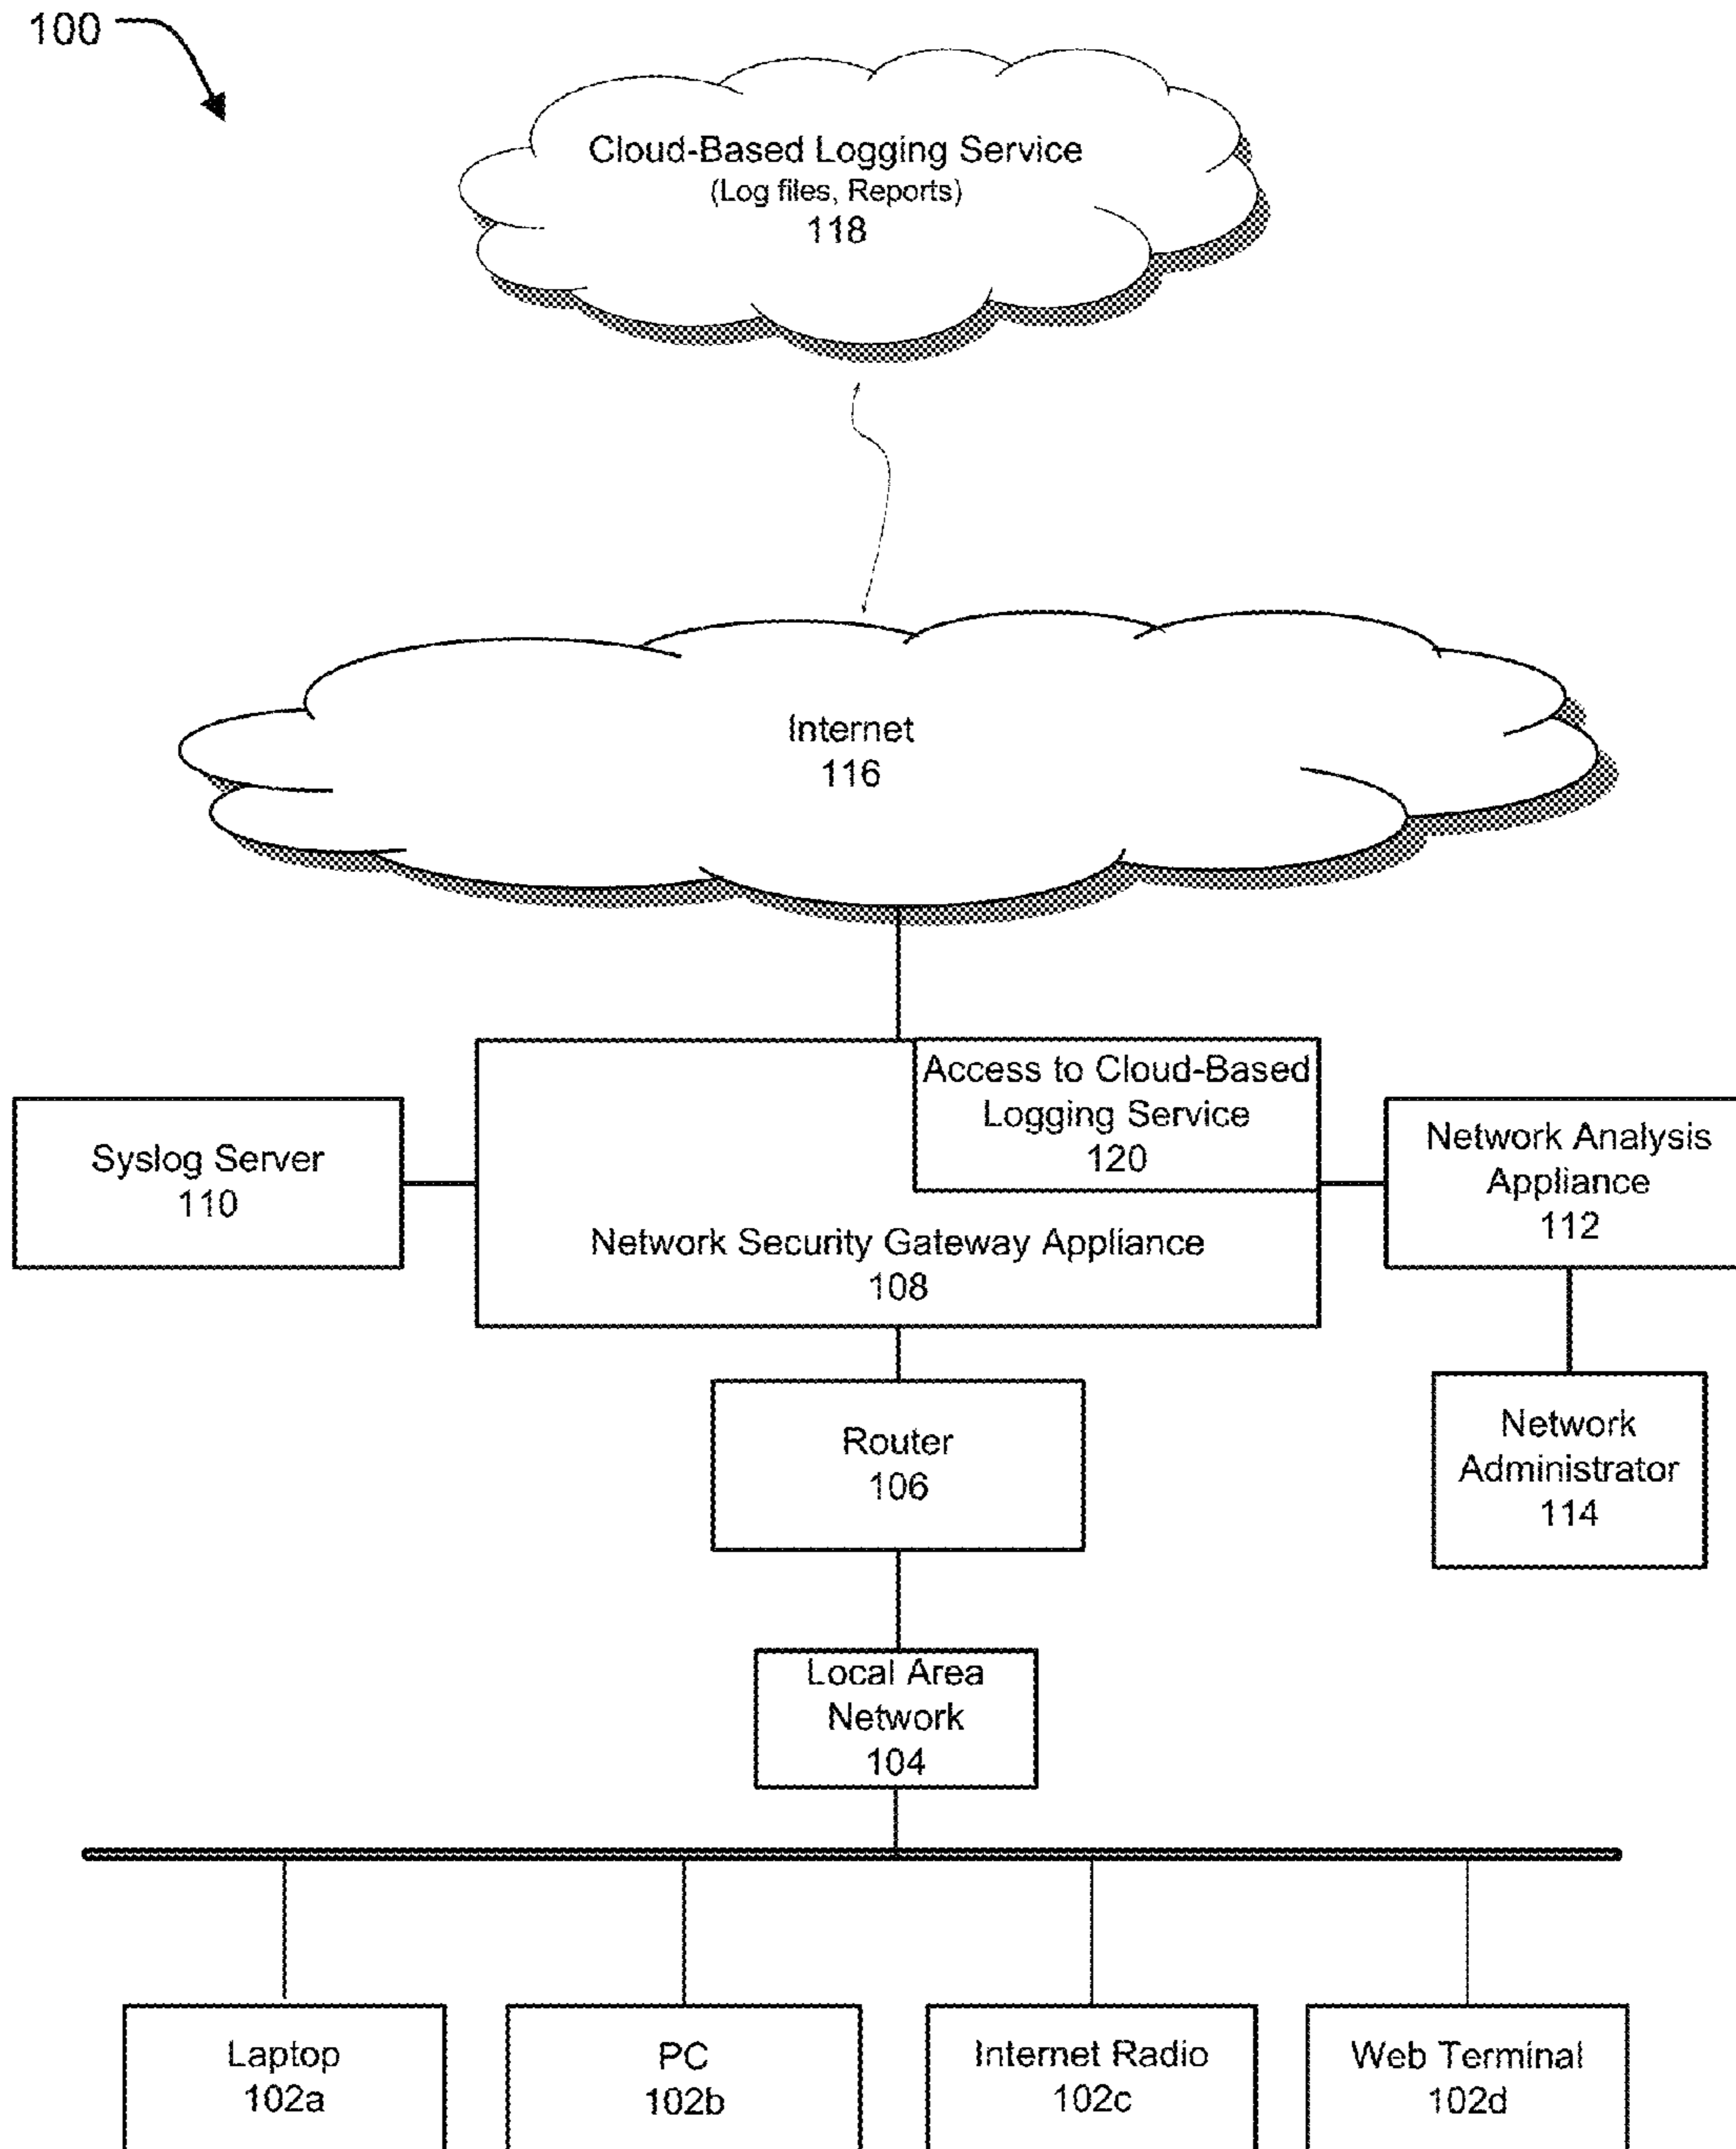 100
Cloud-Based Logging Service
(Log files, Reports)
118
Internet
116
Access to Cloud-Based
Logging Service
120
Syslog Server
110
Network Security Gateway Appliance
108
Network Analysis
Appliance
112
Router
106
Network
Administrator
114
Local Area
Network
104
Laptop
102a
PC
102b
Internet Radio
102c
Web Terminal
102d